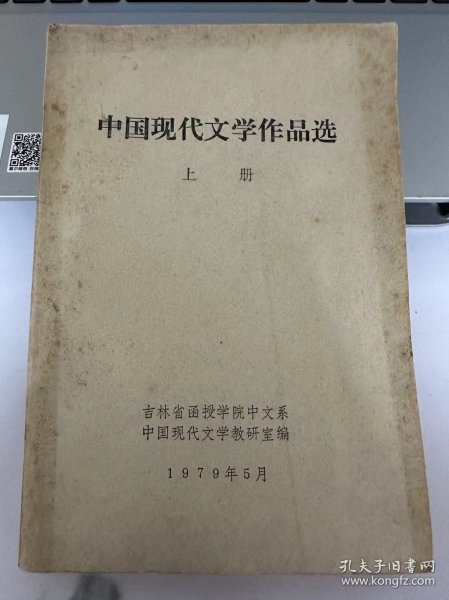 中国现代文学作品选
上 册
吉林省函授学院中文系
中国现代文学教研室编
1979年5月
孔夫子旧书网
www.kongfz.com